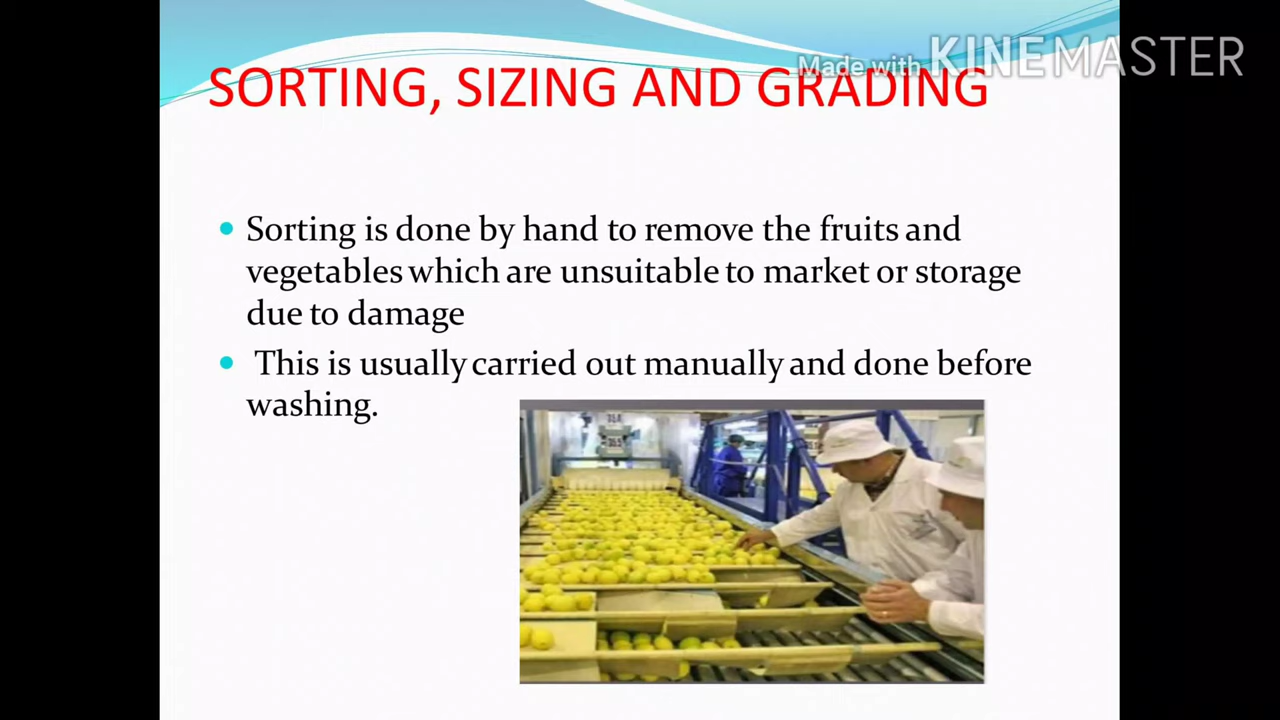 Made with KINEMASTER
SORTING, SIZING AND GRADING
Sorting is done by hand to remove the fruits and
vegetables which are unsuitable to market or storage
due to damage
This is usually carried out manually and done before
washing.